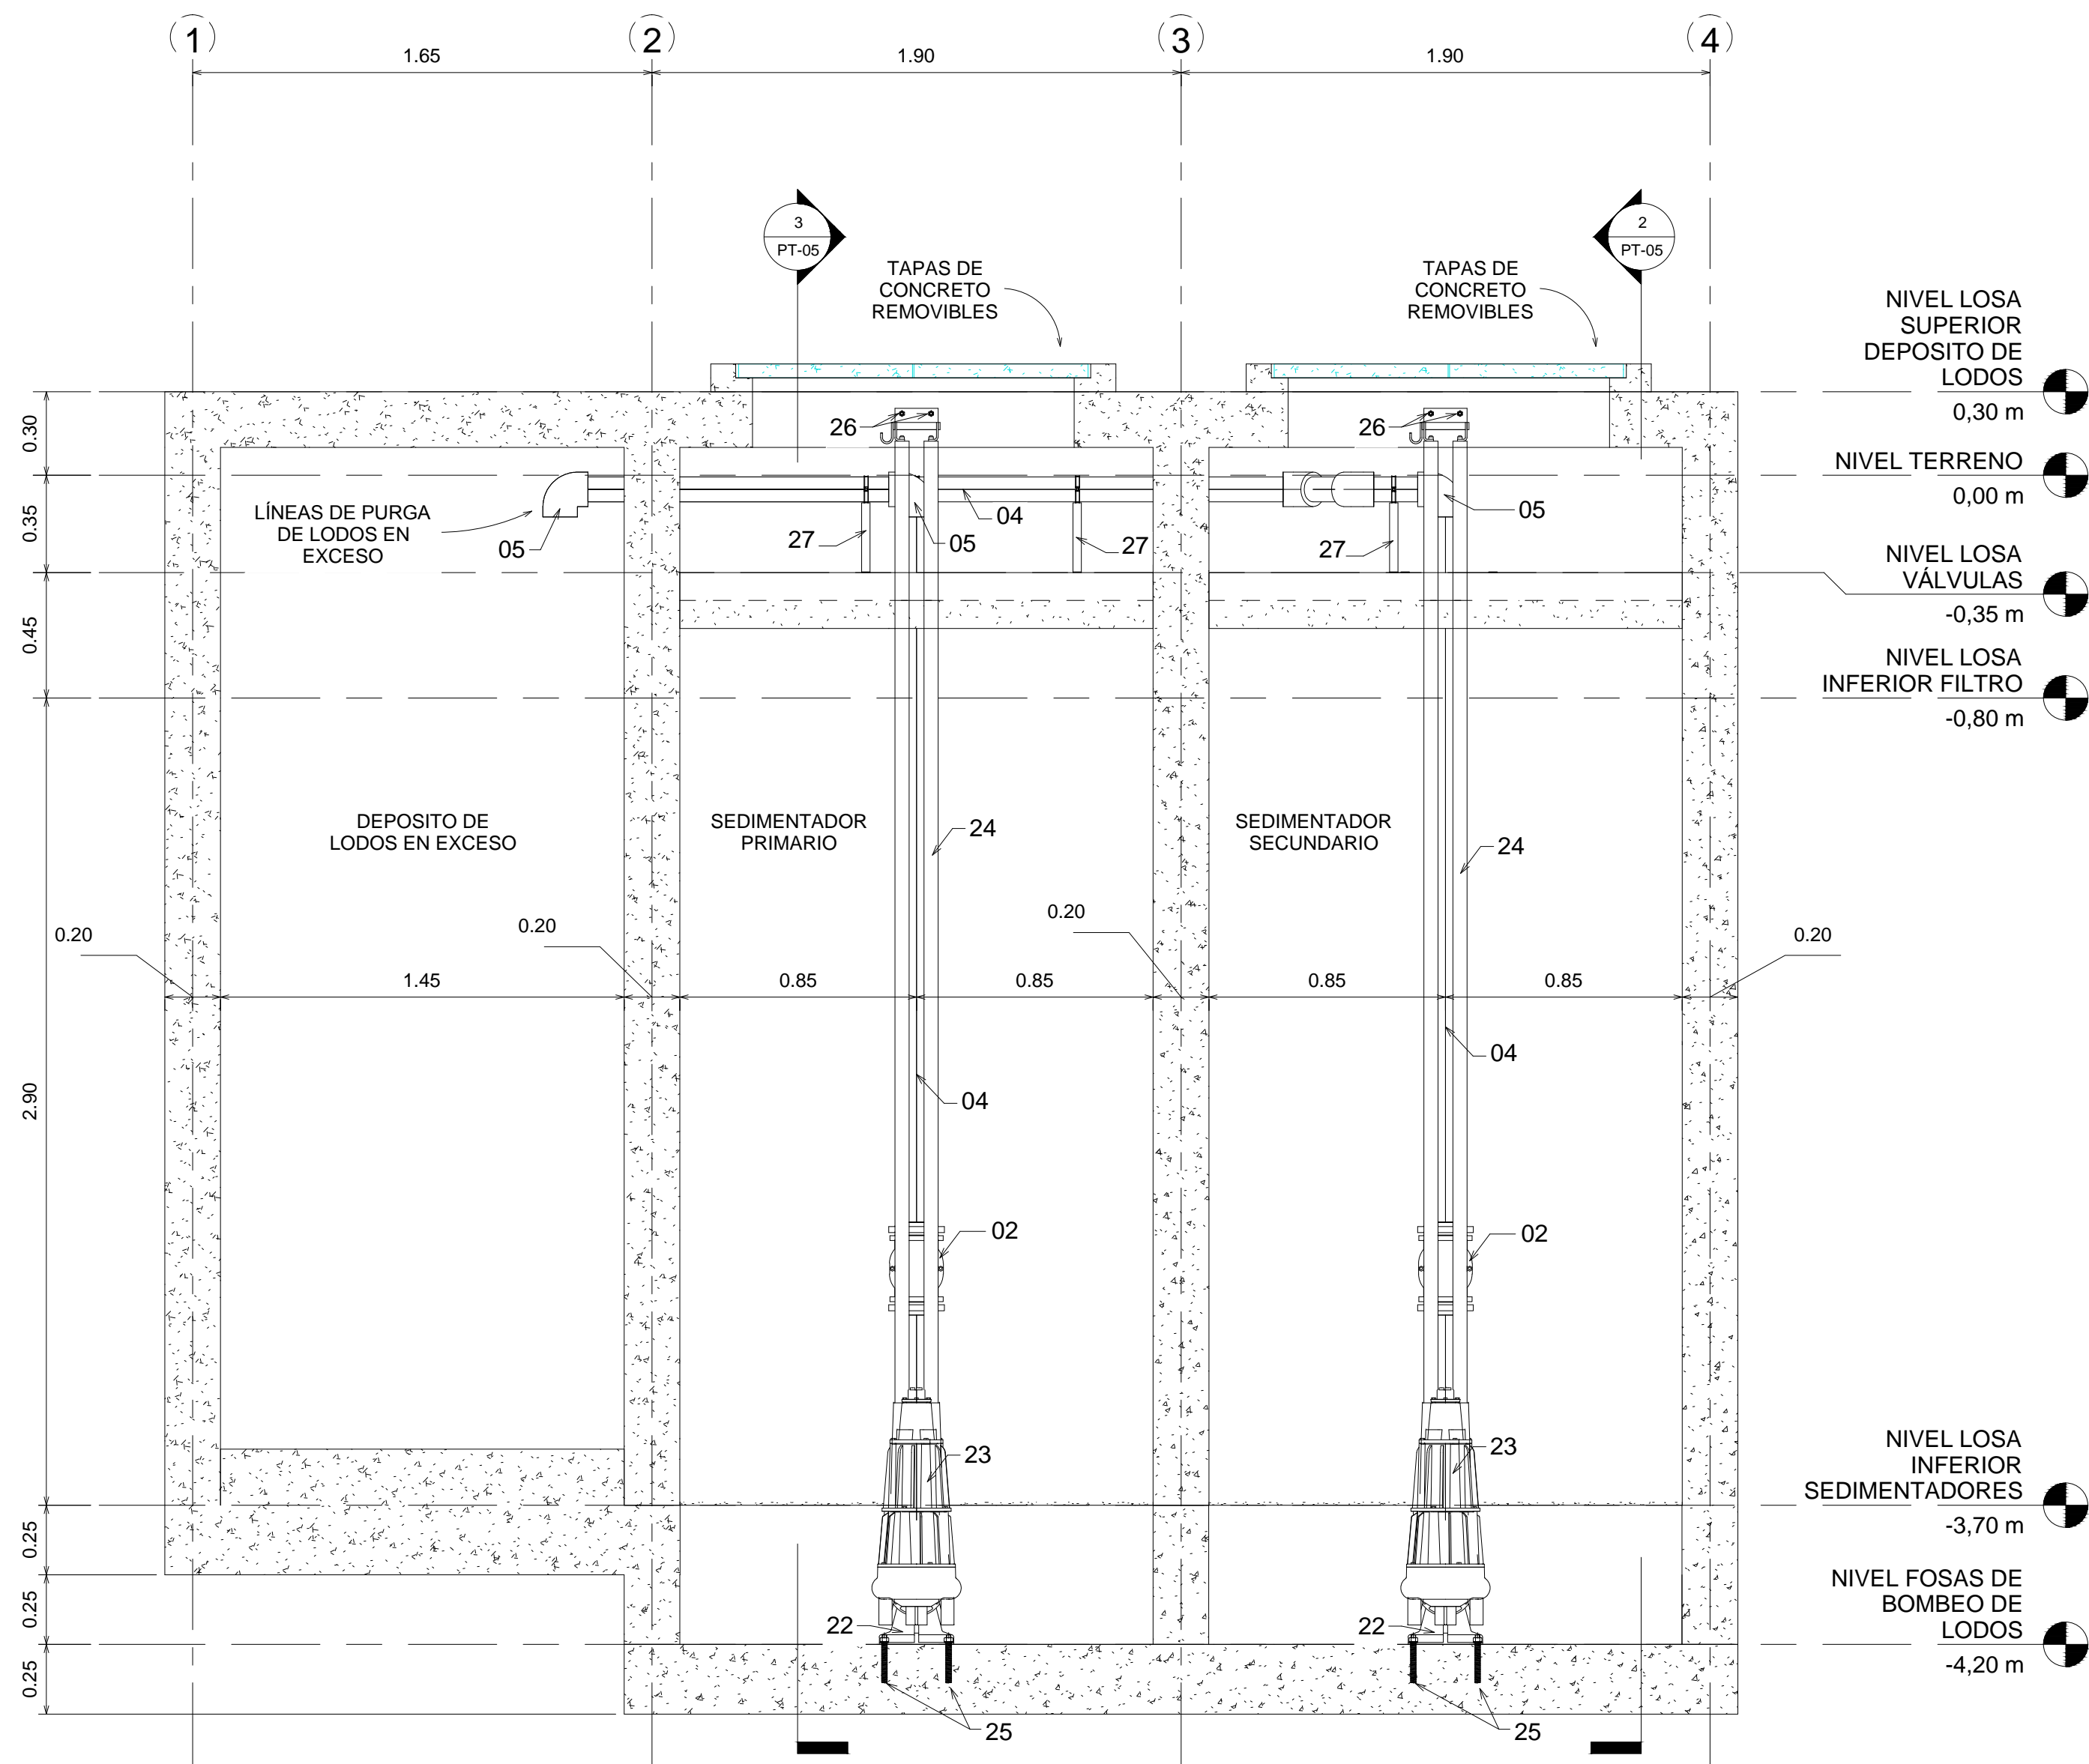 1
2
3
4
1.65
1.90
1.90
3
PT-05
2
PT-05
TAPAS DE
CONCRETO
REMOVIBLES
TAPAS DE
CONCRETO
REMOVIBLES
NIVEL LOSA
SUPERIOR
DEPOSITO DE
LODOS
0,30 m
0.30
26
26
NIVEL TERRENO
0,00 m
LÍNEAS DE PURGA
DE LODOS EN
EXCESO
05
27
05
04
27
27
05
0.35
NIVEL LOSA
VÁLVULAS
-0,35 m
0.45
NIVEL LOSA
INFERIOR FILTRO
-0,80 m
DEPOSITO DE
LODOS EN EXCESO
SEDIMENTADOR
PRIMARIO
24
SEDIMENTADOR
SECUNDARIO
24
0.20
0.20
0.20
0.20
1.45
0.85
0.85
0.85
0.85
04
04
2.90
02
02
23
23
NIVEL LOSA
INFERIOR
SEDIMENTADORES
-3,70 m
0.25
0.25
22
22
NIVEL FOSAS DE
BOMBEO DE
LODOS
-4,20 m
0.25
25
25